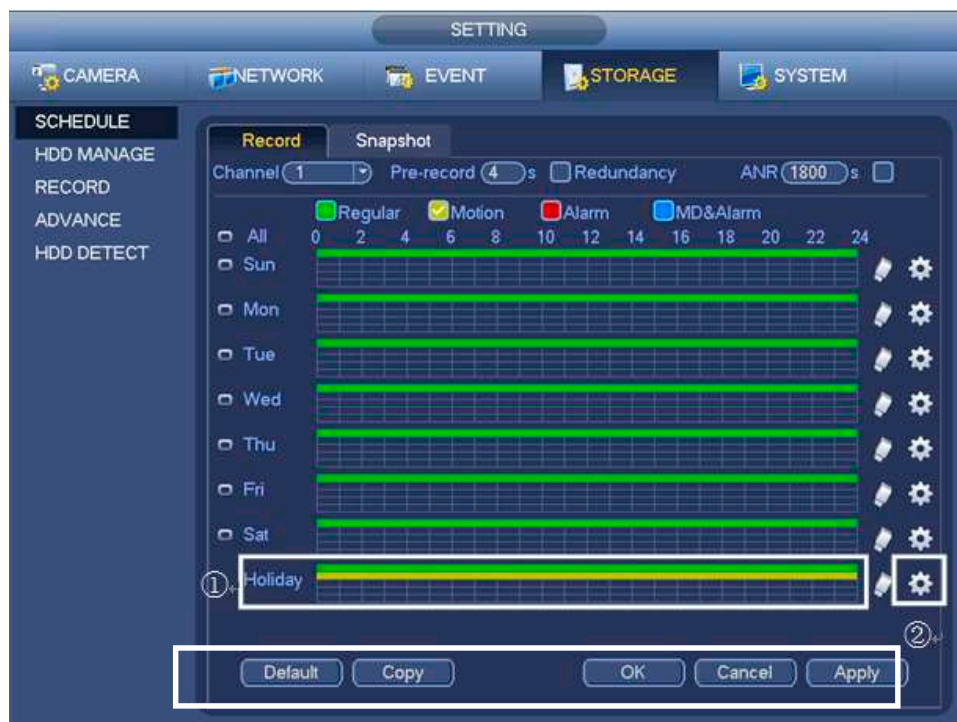 SETTING
CAMERA NETWORK EVENT STORAGE SYSTEM
SCHEDULE
HDD MANAGE
RECORD
ADVANCE
HDD DETECT
Record Snapshot
Channel 1 Pre-record 4 s Redundancy ANR 1800 s
Regular Motion Alarm MD&Alarm
All 0 2 4 6 8 10 12 14 16 18 20 22 24
Sun
Mon
Tue
Wed
Thu
Fri
Sat
① Holiday
②
Default Copy OK Cancel Apply